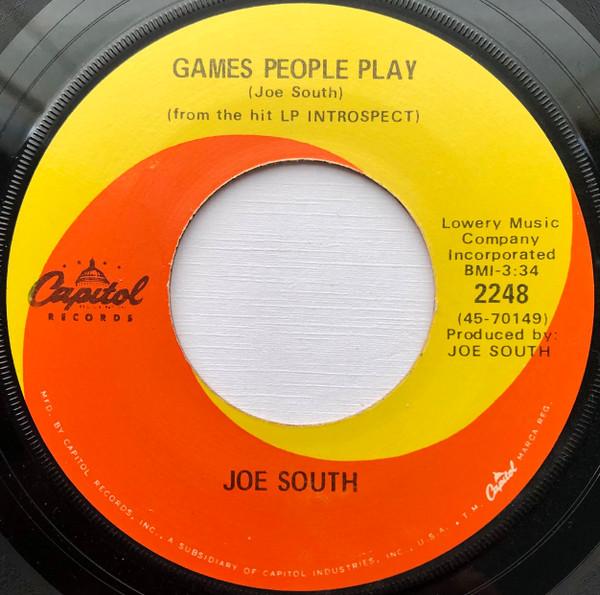 GAMES PEOPLE PLAY
(Joe South)
(from the hit LP INTROSPECT)
Capitol
RECORDS
Lowery Music
Company
Incorporated
BMI-3:34
2248
(45-70149)
Produced by:
JOE SOUTH
JOE SOUTH
MFD. BY CAPITOL RECORDS, INC., A SUBSIDIARY OF CAPITOL INDUSTRIES, INC., U.S.A. • T.M. Capitol MARCA REG.